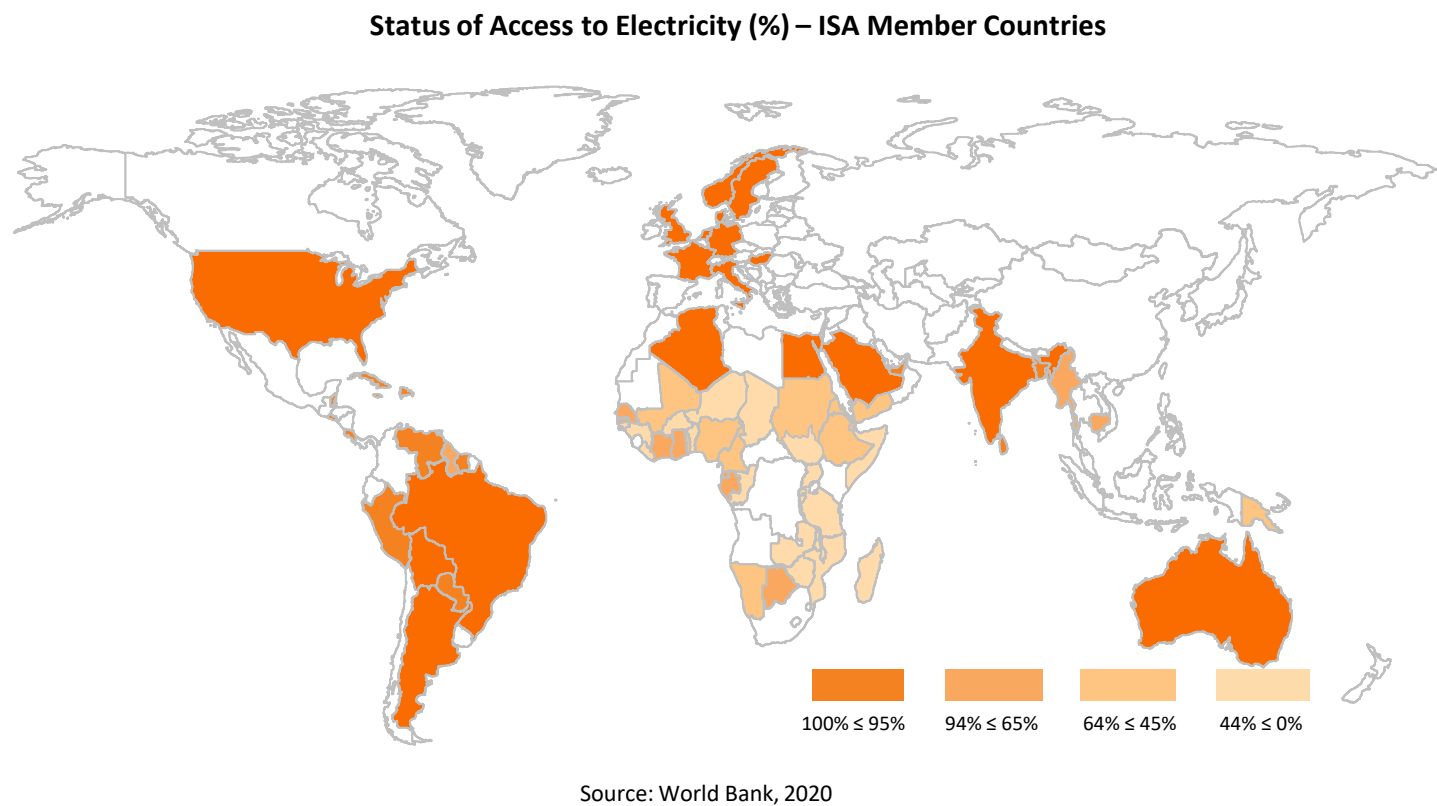 Status of Access to Electricity (%) – ISA Member Countries
100% ≤ 95%
94% ≤ 65%
64% ≤ 45%
44% ≤ 0%
Source: World Bank, 2020